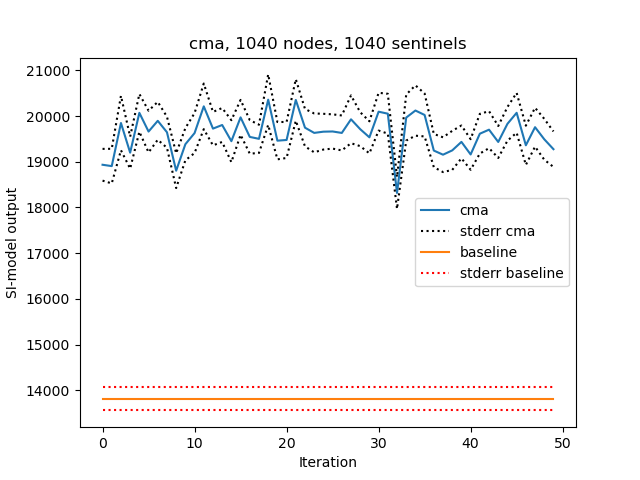 cma, 1040 nodes, 1040 sentinels
SI-model output
21000
20000
19000
18000
17000
16000
15000
14000
cma
stderr cma
baseline
stderr baseline
0 10 20 30 40 50
Iteration